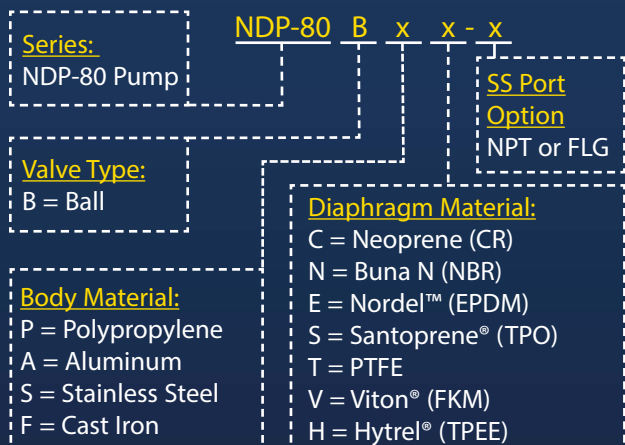 NDP-80 B x x - x
Series:
NDP-80 Pump
SS Port
Option
NPT or FLG
Valve Type:
B = Ball
Diaphragm Material:
C = Neoprene (CR)
N = Buna N (NBR)
E = Nordel™ (EPDM)
S = Santoprene® (TPO)
T = PTFE
V = Viton® (FKM)
H = Hytrel® (TPEE)
Body Material:
P = Polypropylene
A = Aluminum
S = Stainless Steel
F = Cast Iron